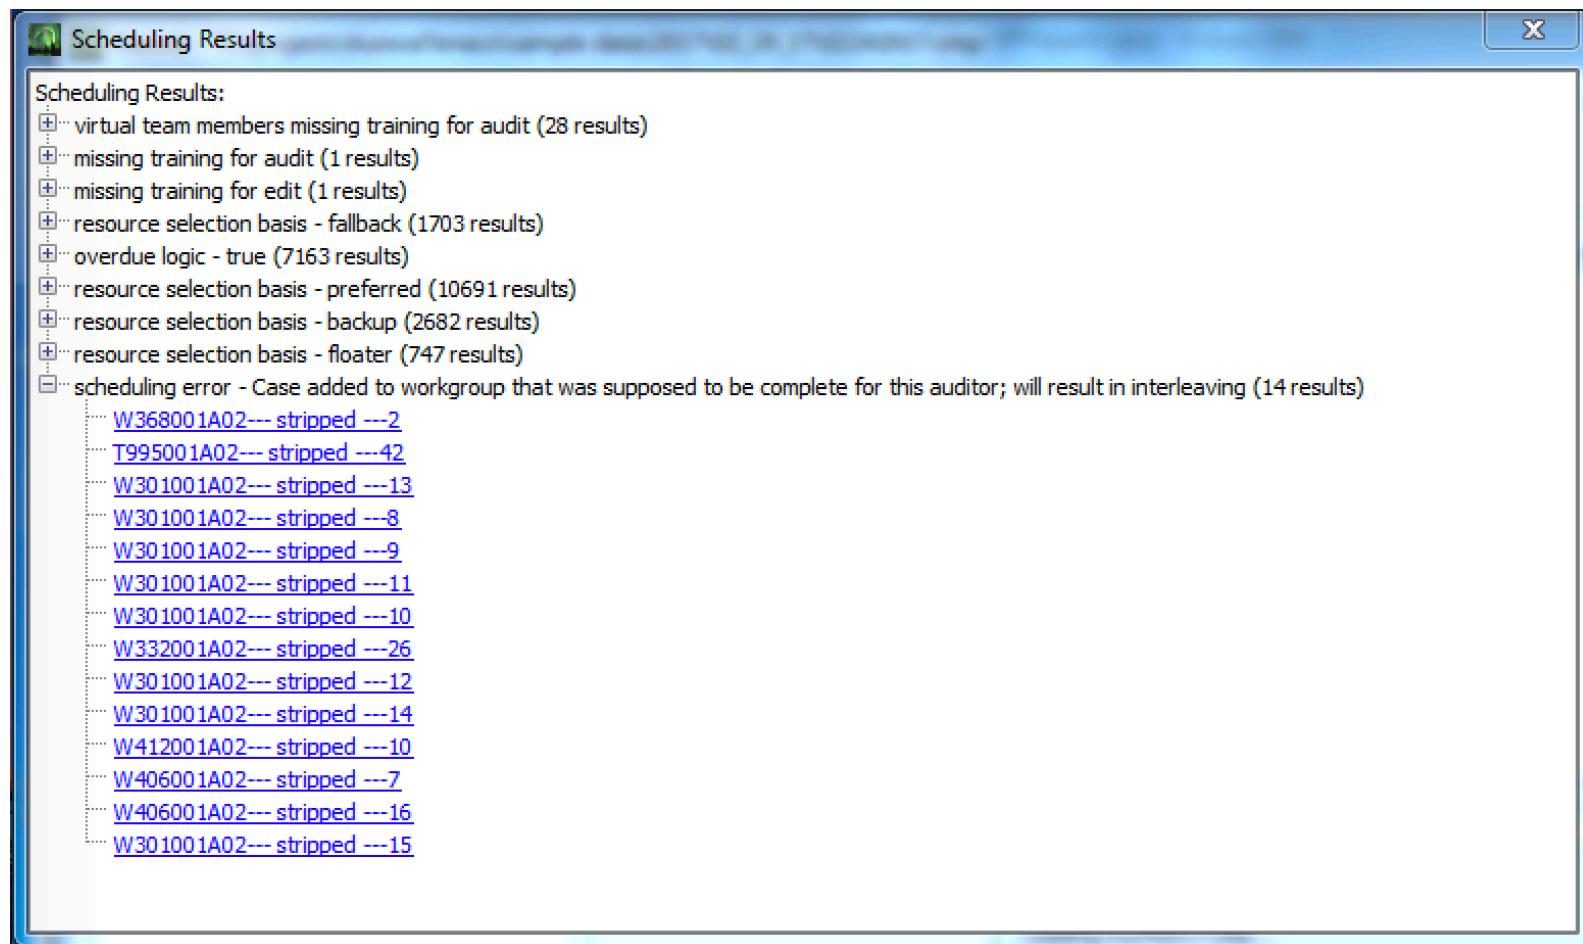 Scheduling Results
Scheduling Results:
virtual team members missing training for audit (28 results)
missing training for audit (1 results)
missing training for edit (1 results)
resource selection basis - fallback (1703 results)
overdue logic - true (7163 results)
resource selection basis - preferred (10691 results)
resource selection basis - backup (2682 results)
resource selection basis - floater (747 results)
scheduling error - Case added to workgroup that was supposed to be complete for this auditor; will result in interleaving (14 results)
W368001A02--- stripped ---2
T995001A02--- stripped ---42
W301001A02--- stripped ---13
W301001A02--- stripped ---8
W301001A02--- stripped ---9
W301001A02--- stripped ---11
W301001A02--- stripped ---10
W332001A02--- stripped ---26
W301001A02--- stripped ---12
W301001A02--- stripped ---14
W412001A02--- stripped ---10
W406001A02--- stripped ---7
W406001A02--- stripped ---16
W301001A02--- stripped ---15